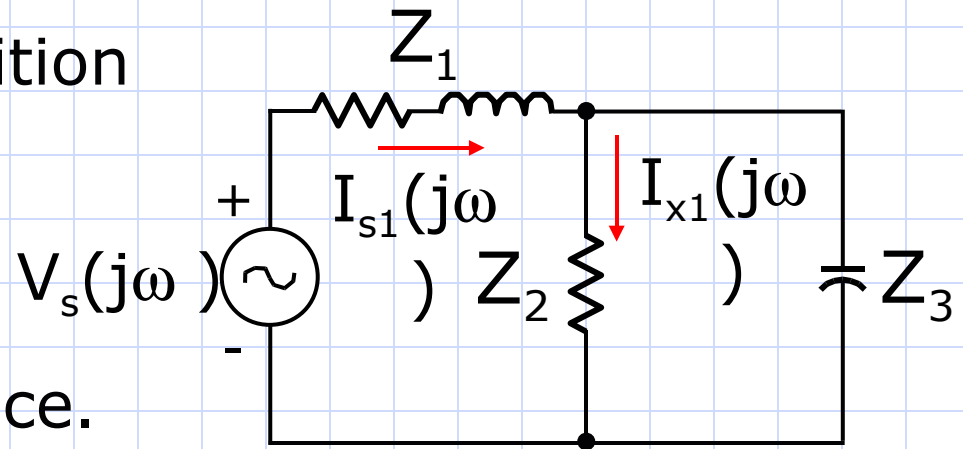 ition
Z1
+
Is1(jω
)
Ix1(jω
)
Vs(jω )
Z2
Z3
-
ce.